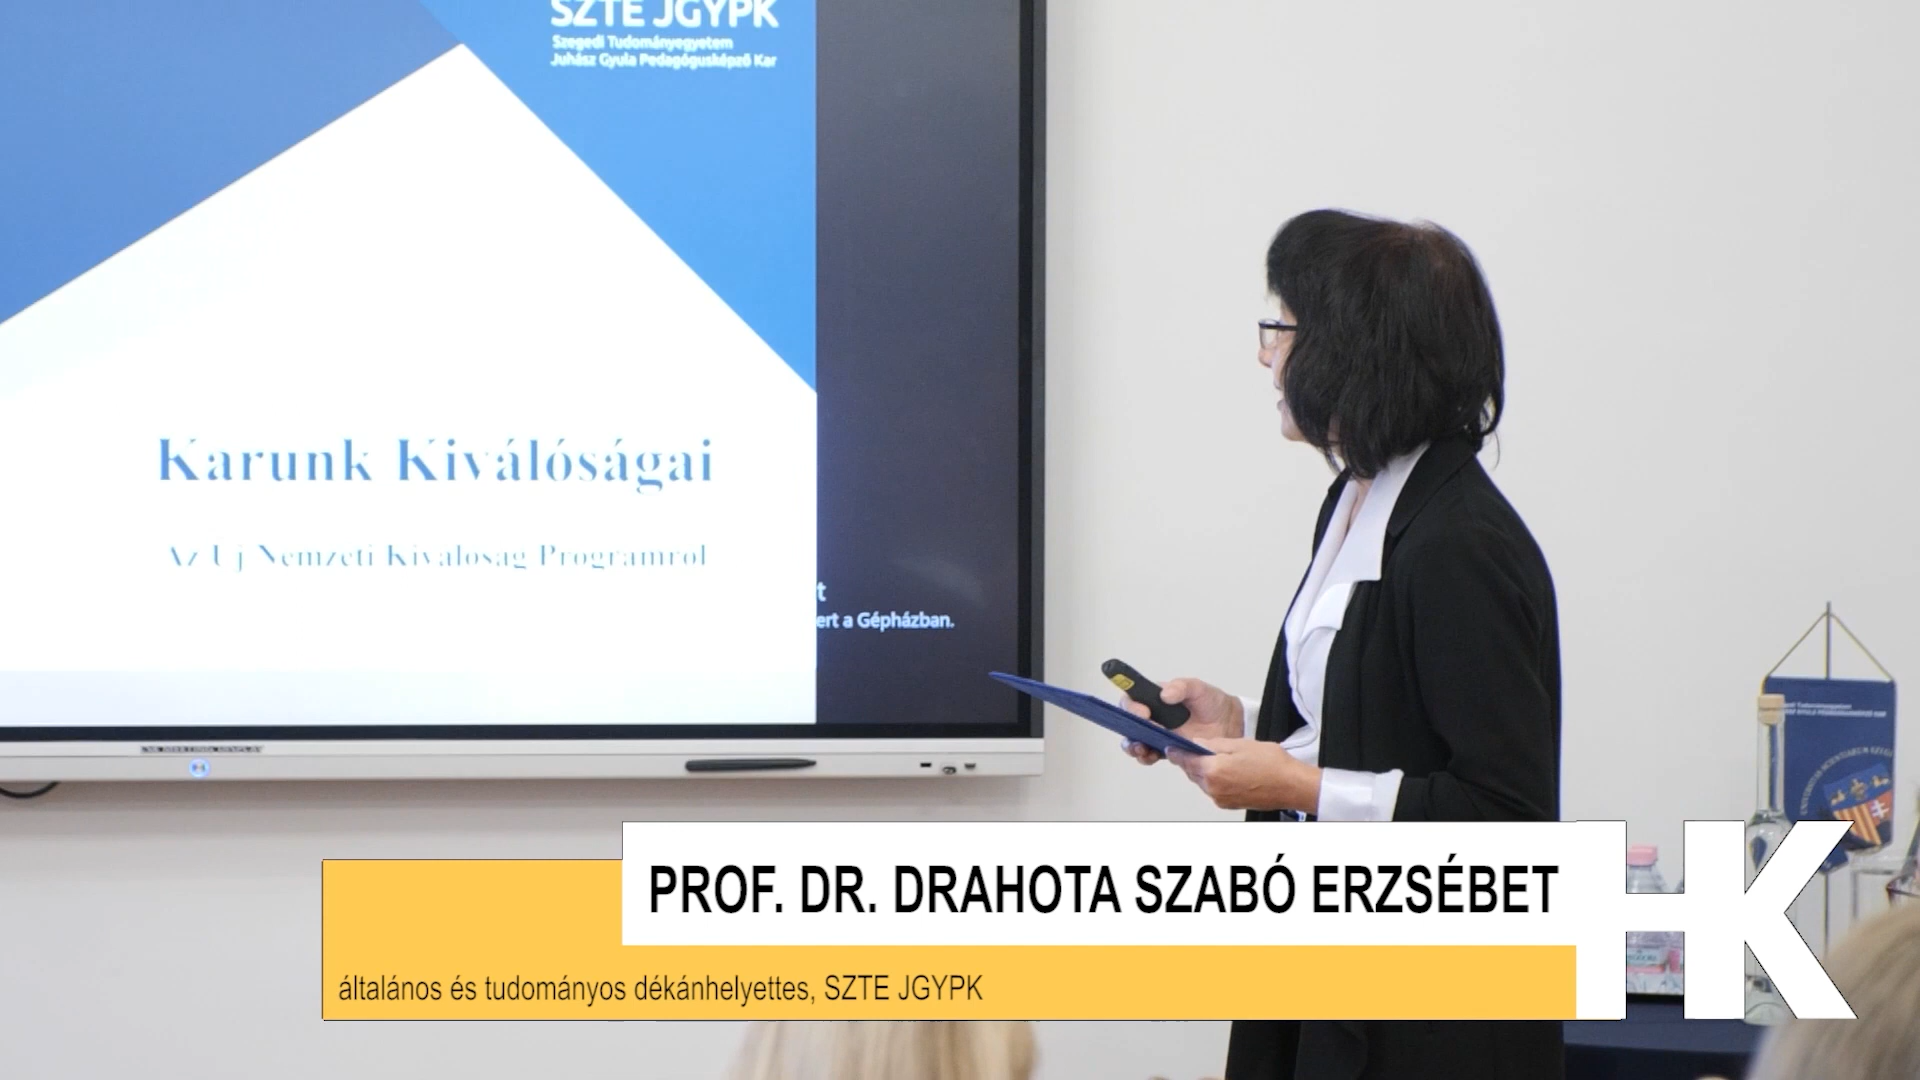 SZTE JGYPK
Szegedi Tudományegyetem
Juhász Gyula Pedagógusképző Kar
Karunk Kiválóságai
Az Új Nemzeti Kiválóság Programról
t
ert a Gépházban.
PROF. DR. DRAHOTA SZABÓ ERZSÉBET
általános és tudományos dékánhelyettes, SZTE JGYPK
HK